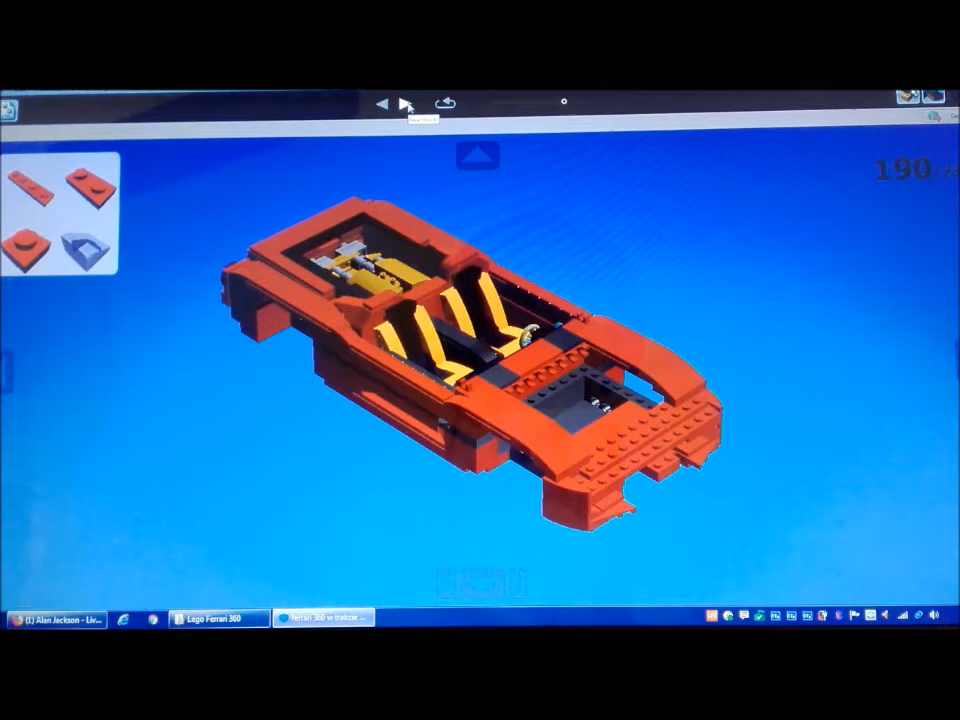 190
(1) Alan Jackson - Liv...
Lego Ferrari 360
ferrari 360 w trakcie ...